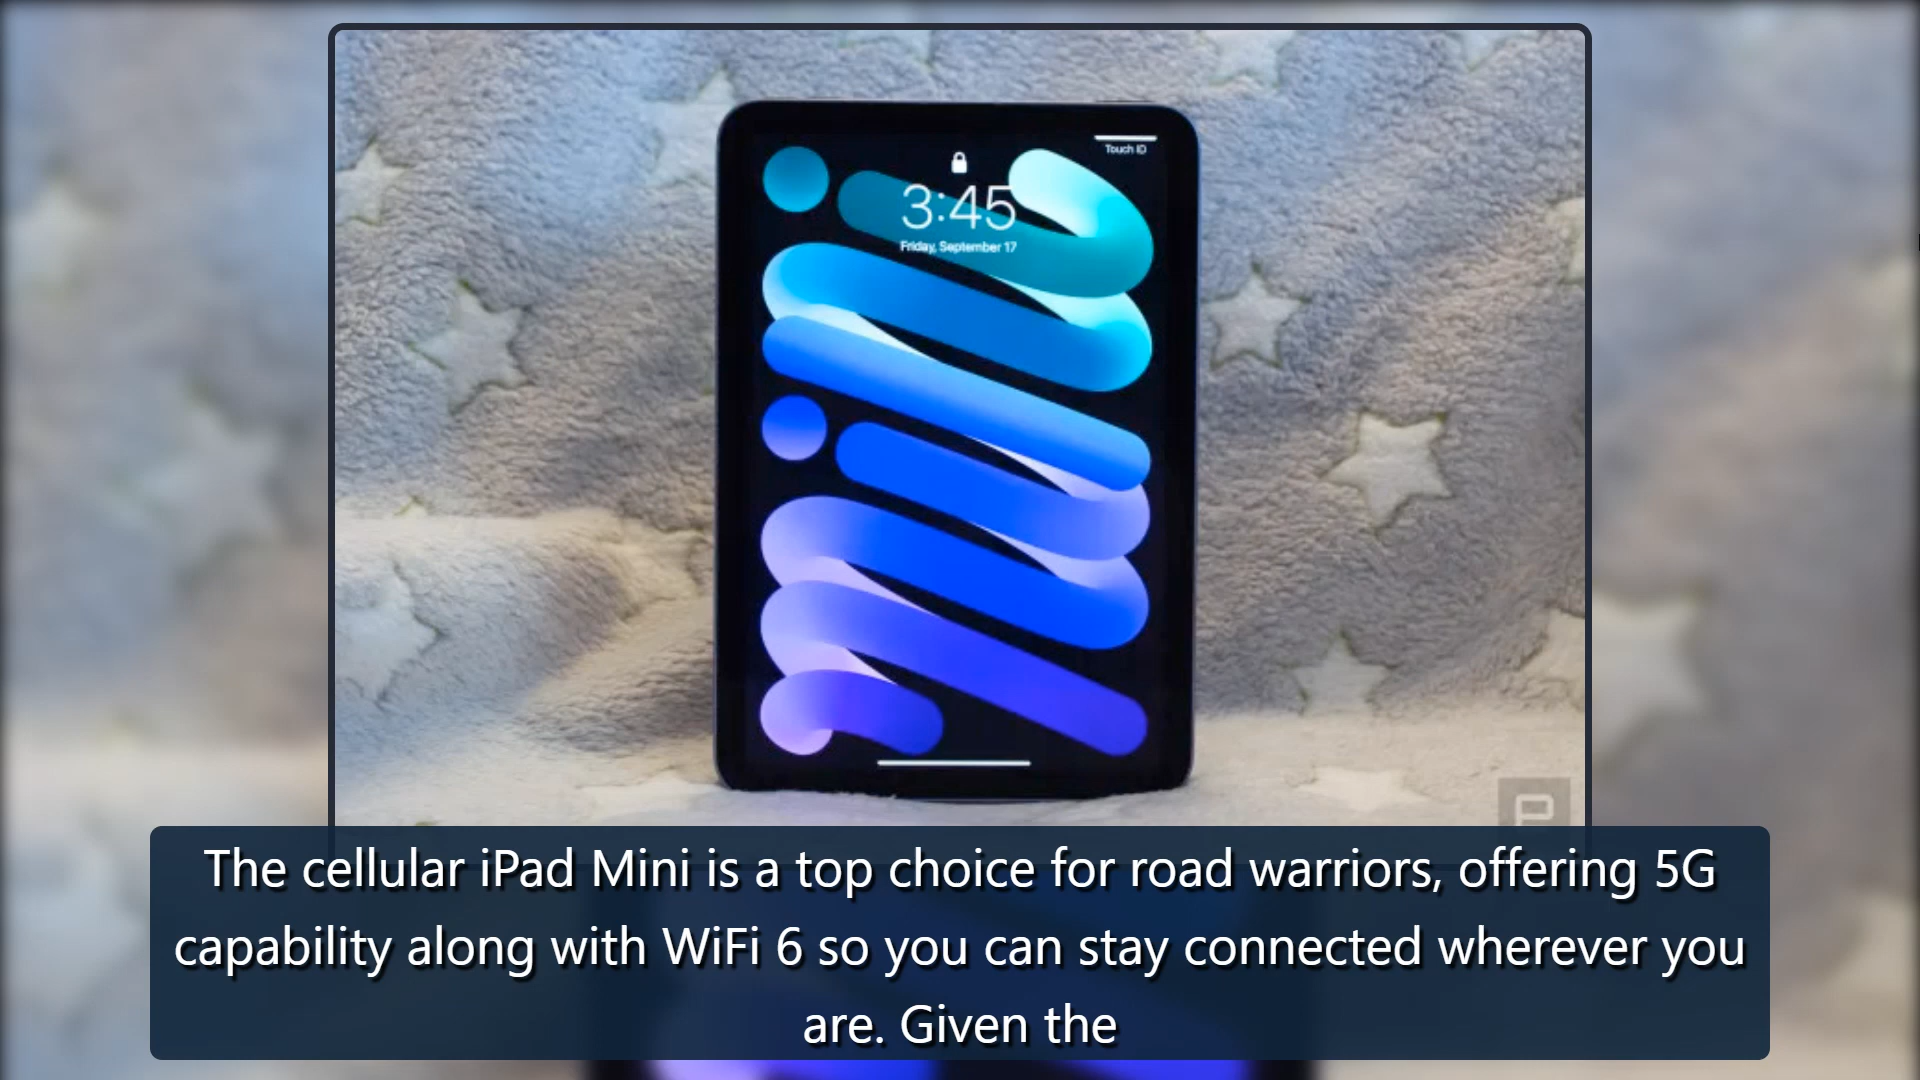 Touch ID
3:45
Friday, September 17
The cellular iPad Mini is a top choice for road warriors, offering 5G
capability along with WiFi 6 so you can stay connected wherever you
are. Given the